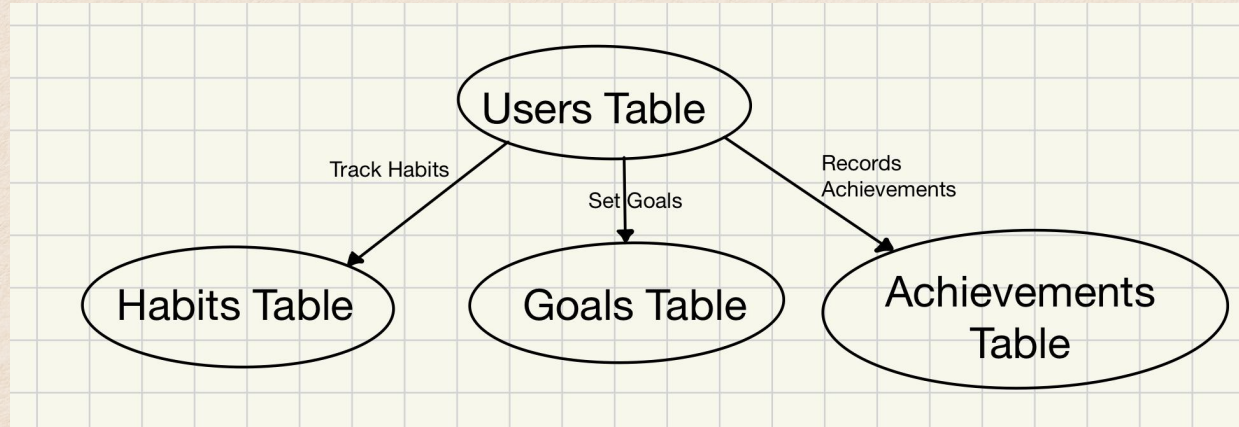 Users Table
Track Habits
Set Goals
Records
Achievements
Habits Table
Goals Table
Achievements
Table